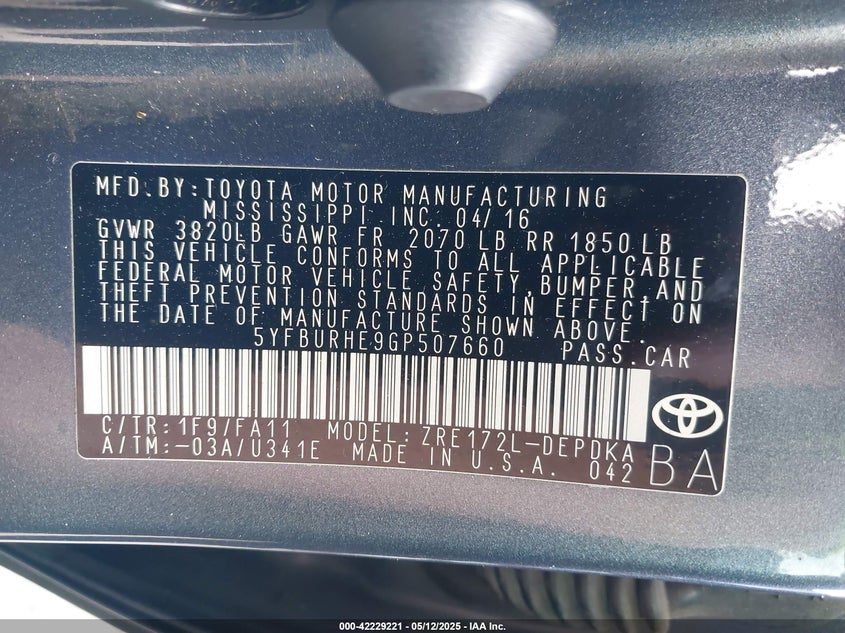 MFD.BY:TOYOTA MOTOR MANUFACTURING
MISSISSIPPI INC. 04/16
GVWR 3820LB GAWR FR 2070 LB RR 1850 LB
THIS VEHICLE CONFORMS TO ALL APPLICABLE
FEDERAL MOTOR VEHICLE SAFETY, BUMPER, AND
THEFT PREVENTION STANDARDS IN EFFECT ON
THE DATE OF MANUFACTURE SHOWN ABOVE.
5YFBURHE9GP507660 PASS.CAR
C/TR:1F9/FA11 MODEL:ZRE172L-DEPDKA
A/TM:-03A/U341E MADE IN U.S.A. 042
BA
000-42229221 - 05/12/2025 - IAA Inc.